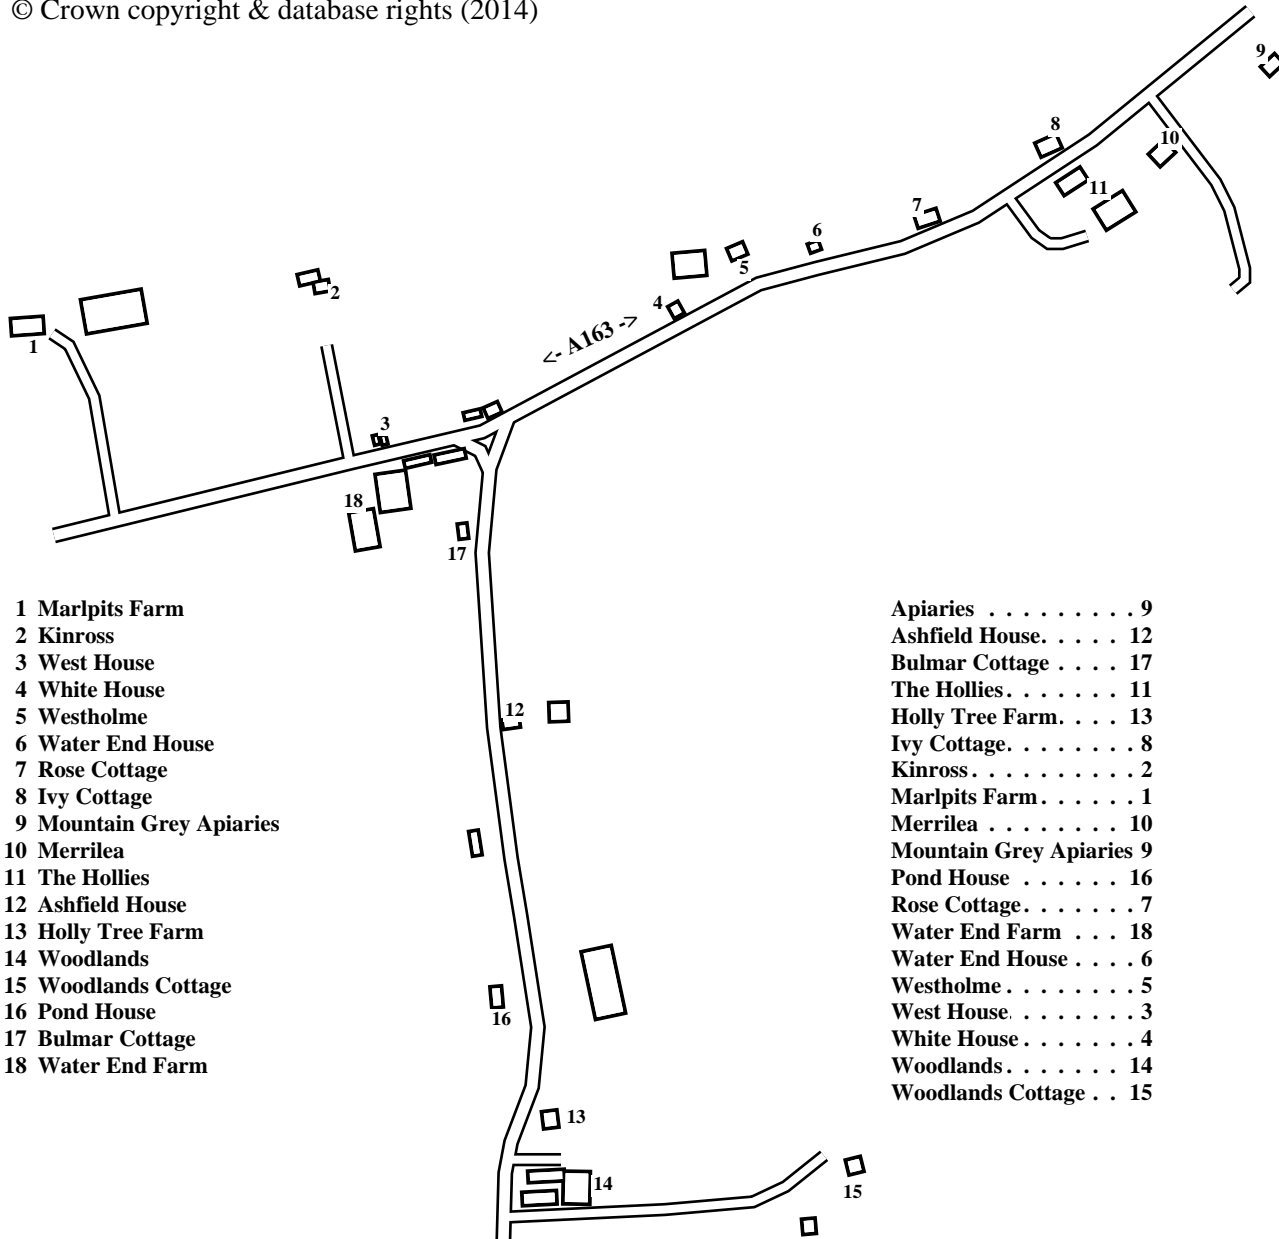 © Crown copyright & database rights (2014)
9
8
10
11
7
6
5
4
<- A163 ->
2
1
3
18
17
12
16
13
14
15
1 Marlpits Farm
2 Kinross
3 West House
4 White House
5 Westholme
6 Water End House
7 Rose Cottage
8 Ivy Cottage
9 Mountain Grey Apiaries
10 Merrilea
11 The Hollies
12 Ashfield House
13 Holly Tree Farm
14 Woodlands
15 Woodlands Cottage
16 Pond House
17 Bulmar Cottage
18 Water End Farm
Apiaries . . . . . . . . . 9
Ashfield House. . . . . 12
Bulmar Cottage . . . . 17
The Hollies . . . . . . . 11
Holly Tree Farm. . . . 13
Ivy Cottage. . . . . . . . 8
Kinross . . . . . . . . . . 2
Marlpits Farm . . . . . . 1
Merrilea . . . . . . . . 10
Mountain Grey Apiaries 9
Pond House . . . . . . 16
Rose Cottage. . . . . . . 7
Water End Farm . . . 18
Water End House . . . . 6
Westholme . . . . . . . . 5
West House. . . . . . . . 3
White House . . . . . . . 4
Woodlands . . . . . . . 14
Woodlands Cottage . . 15